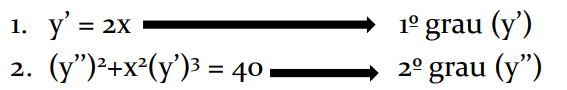 1. y’ = 2x 1º grau (y’)
2. (y”)²+x²(y’)³ = 40 2º grau (y”)